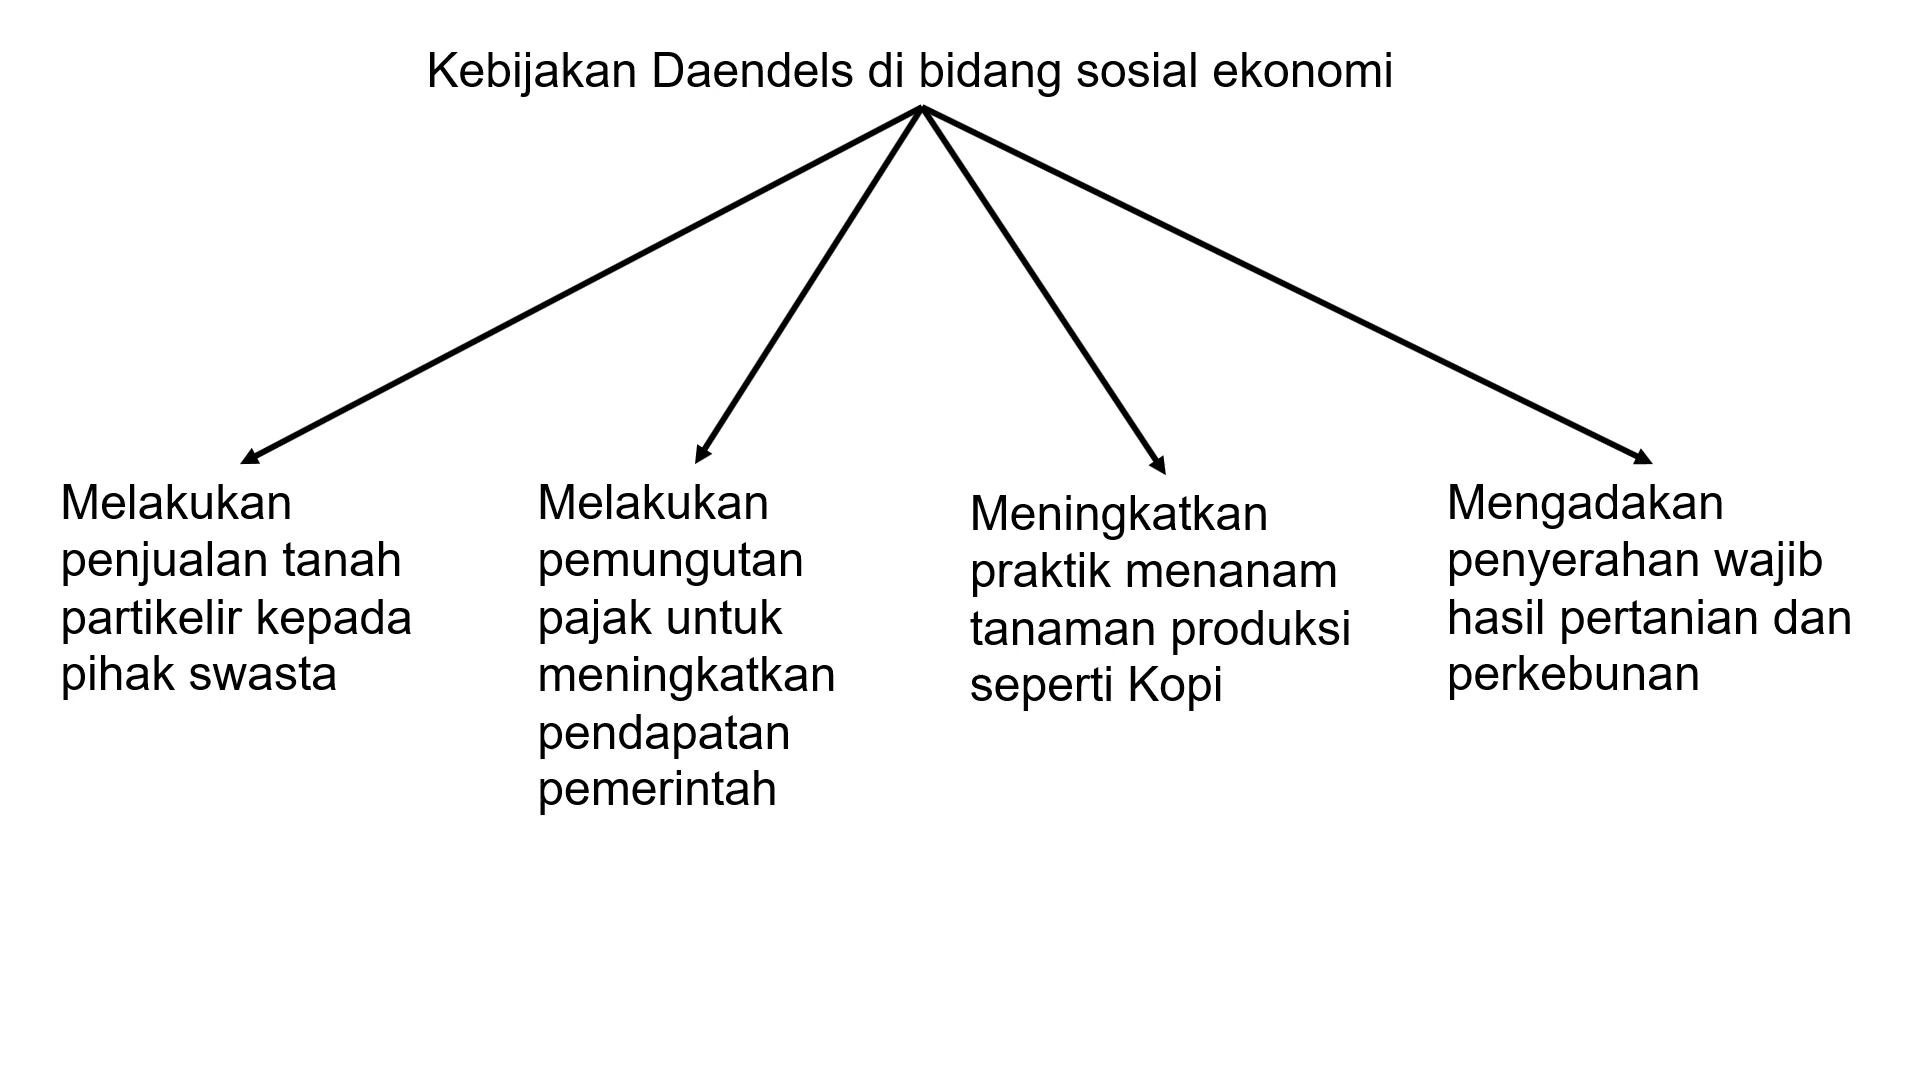 Kebijakan Daendels di bidang sosial ekonomi
Melakukan
penjualan tanah
partikelir kepada
pihak swasta
Melakukan
pemungutan
pajak untuk
meningkatkan
pendapatan
pemerintah
Meningkatkan
praktik menanam
tanaman produksi
seperti Kopi
Mengadakan
penyerahan wajib
hasil pertanian dan
perkebunan